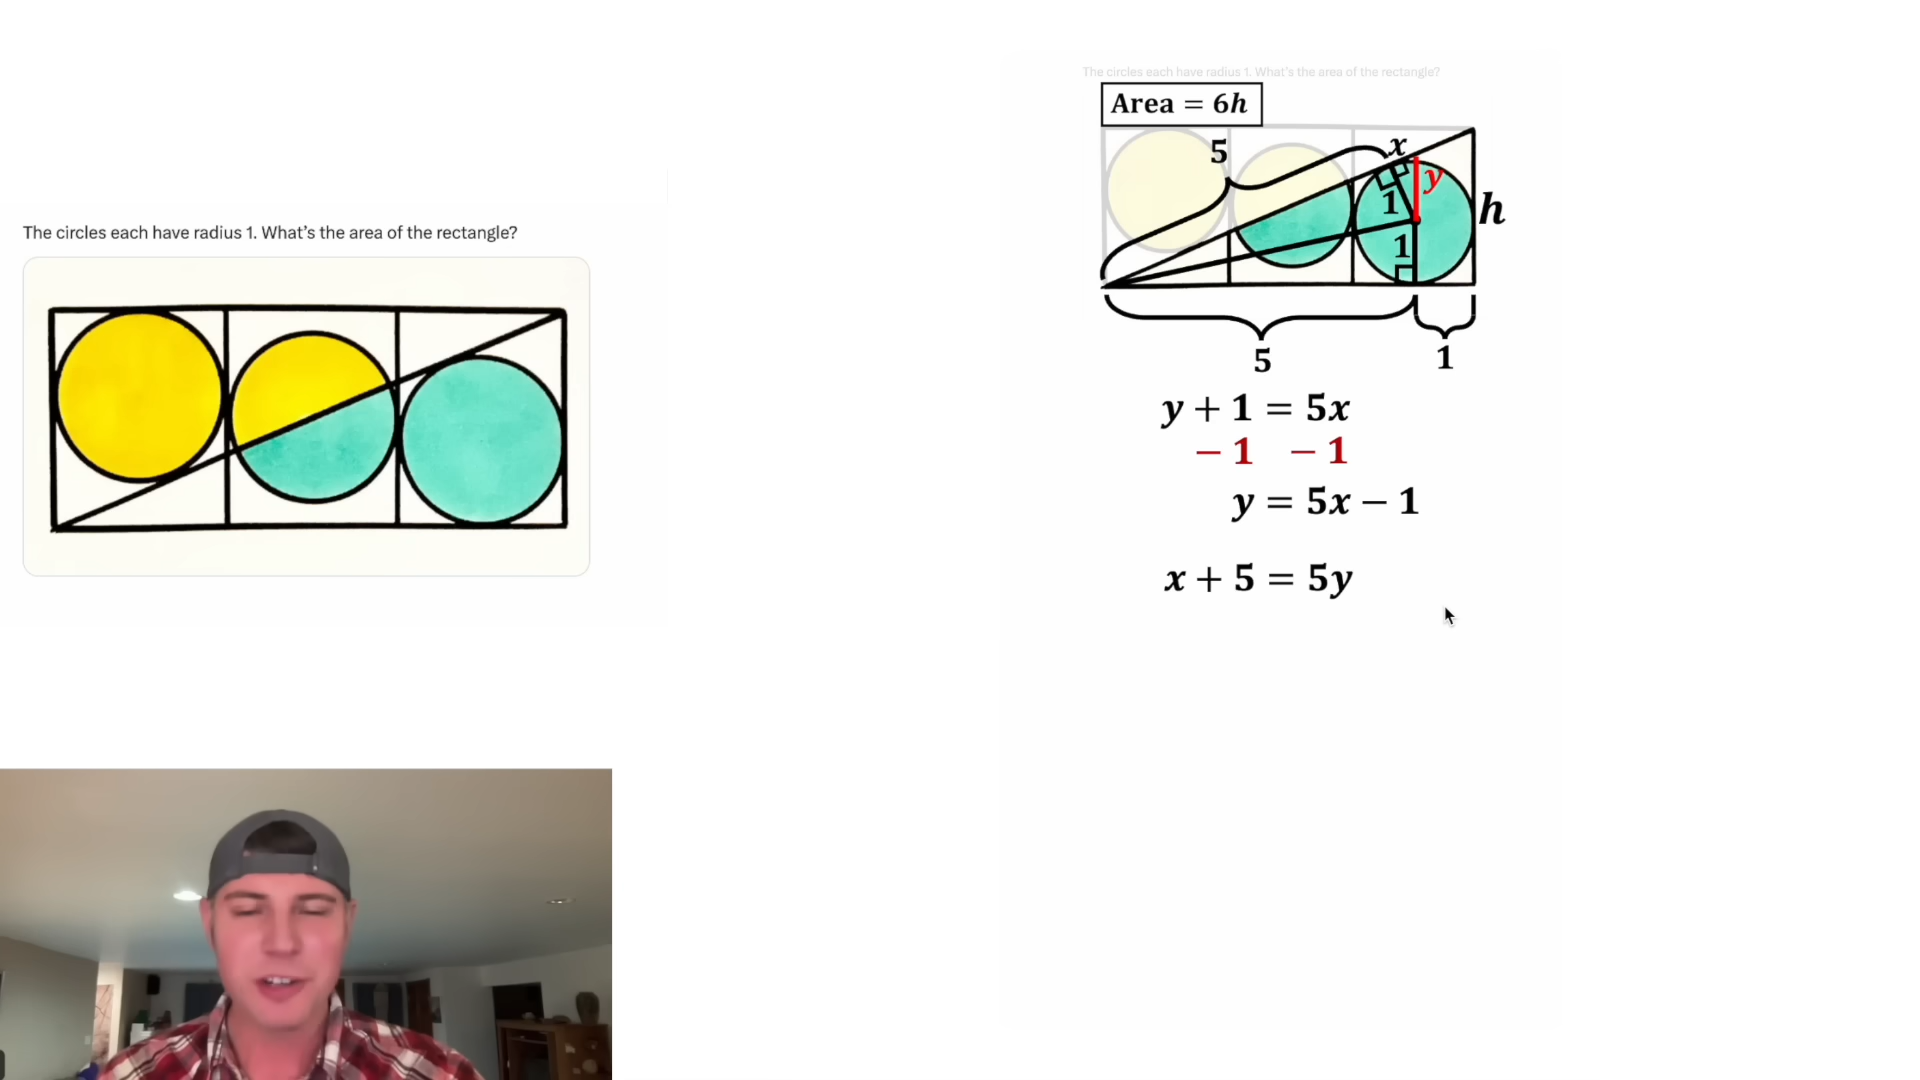 The circles each have radius 1. What's the area of the rectangle?
The circles each have radius 1. What's the area of the rectangle?
Area = 6h
5
x
y
1
h
1
5
1
y + 1 = 5x
− 1 − 1
y = 5x − 1
x + 5 = 5y